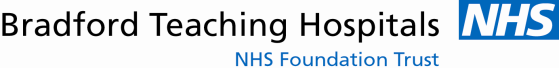 Bradford Teaching Hospitals NHS
NHS Foundation Trust